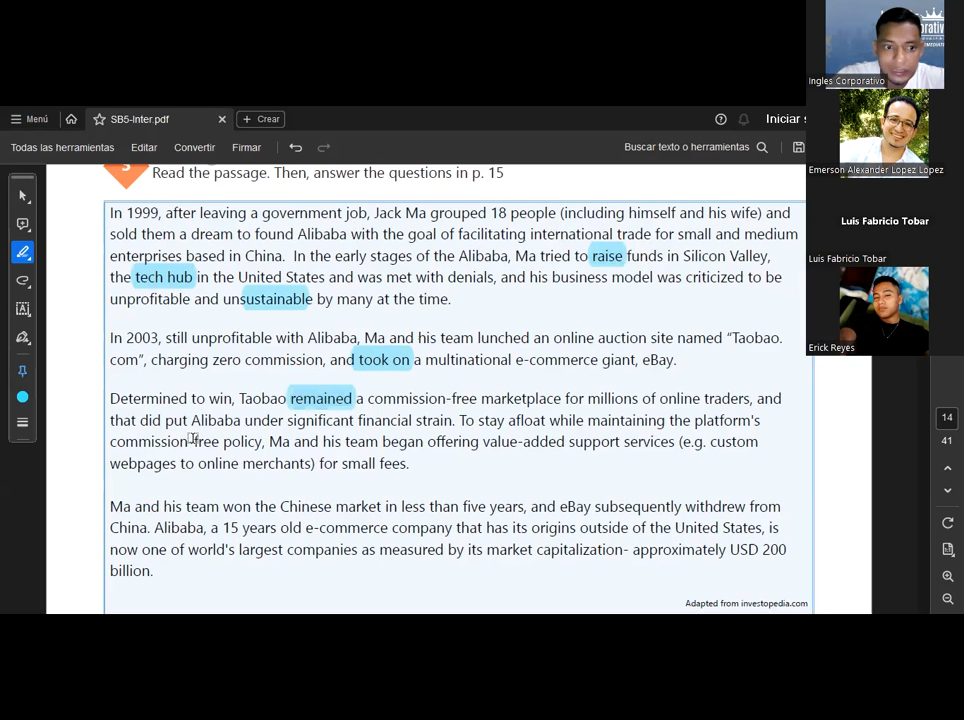 Ingles Corporativo
Menú
SB5-Inter.pdf
Crear
Iniciar s
Todas las herramientas
Editar
Convertir
Firmar
Buscar texto o herramientas
Emerson Alexander Lopez Lopez
Luis Fabricio Tobar
Luis Fabricio Tobar
Erick Reyes
Read the passage. Then, answer the questions in p. 15
In 1999, after leaving a government job, Jack Ma grouped 18 people (including himself and his wife) and
sold them a dream to found Alibaba with the goal of facilitating international trade for small and medium
enterprises based in China. In the early stages of the Alibaba, Ma tried to raise funds in Silicon Valley,
the tech hub in the United States and was met with denials, and his business model was criticized to be
unprofitable and unsustainable by many at the time.
In 2003, still unprofitable with Alibaba, Ma and his team lunched an online auction site named “Taobao.
com”, charging zero commission, and took on a multinational e-commerce giant, eBay.
Determined to win, Taobao remained a commission-free marketplace for millions of online traders, and
that did put Alibaba under significant financial strain. To stay afloat while maintaining the platform's
commission-free policy, Ma and his team began offering value-added support services (e.g. custom
webpages to online merchants) for small fees.
Ma and his team won the Chinese market in less than five years, and eBay subsequently withdrew from
China. Alibaba, a 15 years old e-commerce company that has its origins outside of the United States, is
now one of world's largest companies as measured by its market capitalization- approximately USD 200
billion.
Adapted from investopedia.com
14
41